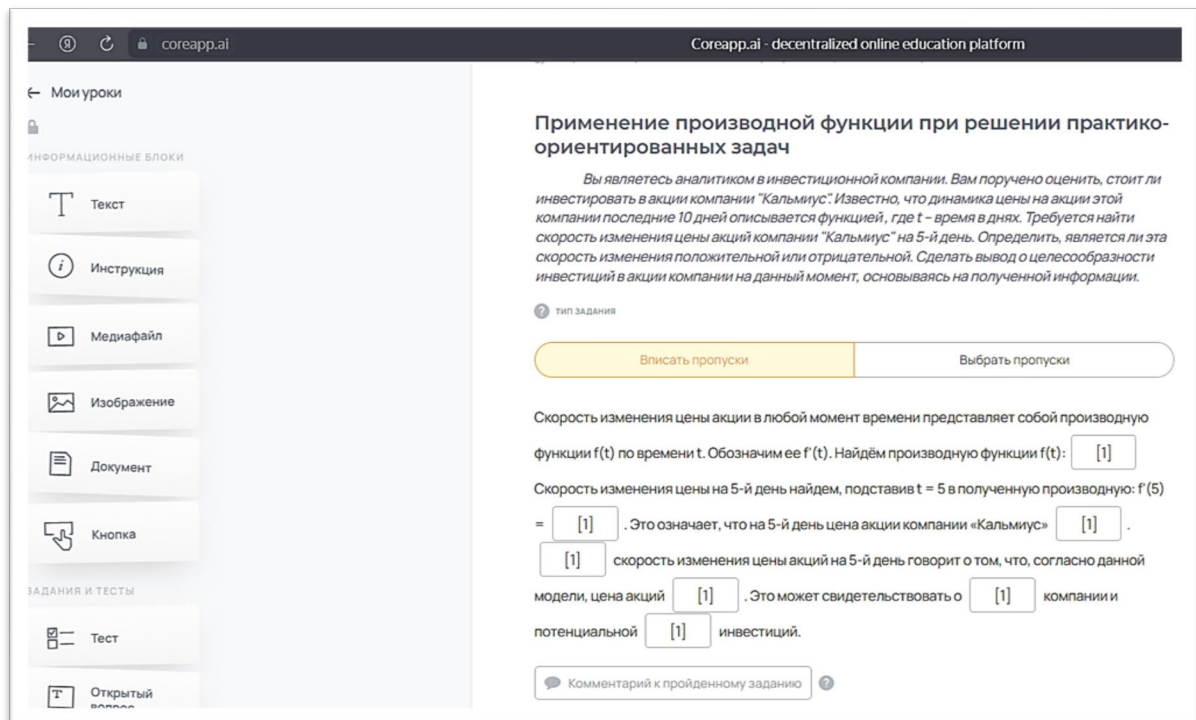 coreapp.ai
Coreapp.ai - decentralized online education platform
← Мои уроки
ИНФОРМАЦИОННЫЕ БЛОКИ
Текст
Инструкция
Медиафайл
Изображение
Документ
Кнопка
ЗАДАНИЯ И ТЕСТЫ
Тест
Открытый
вопрос
Применение производной функции при решении практико-
ориентированных задач
Вы являетесь аналитиком в инвестиционной компании. Вам поручено оценить, стоит ли
инвестировать в акции компании "Кальмиус". Известно, что динамика цены на акции этой
компании последние 10 дней описывается функцией, где t – время в днях. Требуется найти
скорость изменения цены акций компании "Кальмиус" на 5-й день. Определить, является ли эта
скорость изменения положительной или отрицательной. Сделать вывод о целесообразности
инвестиций в акции компании на данный момент, основываясь на полученной информации.
? ТИП ЗАДАНИЯ
Вписать пропуски
Выбрать пропуски
Скорость изменения цены акции в любой момент времени представляет собой производную
функции f(t) по времени t. Обозначим ее f'(t). Найдём производную функции f(t): [1]
Скорость изменения цены на 5-й день найдем, подставив t = 5 в полученную производную: f'(5)
= [1] . Это означает, что на 5-й день цена акции компании «Кальмиус» [1] .
[1] скорость изменения цены акций на 5-й день говорит о том, что, согласно данной
модели, цена акций [1] . Это может свидетельствовать о [1] компании и
потенциальной [1] инвестиций.
Комментарий к пройденному заданию ?